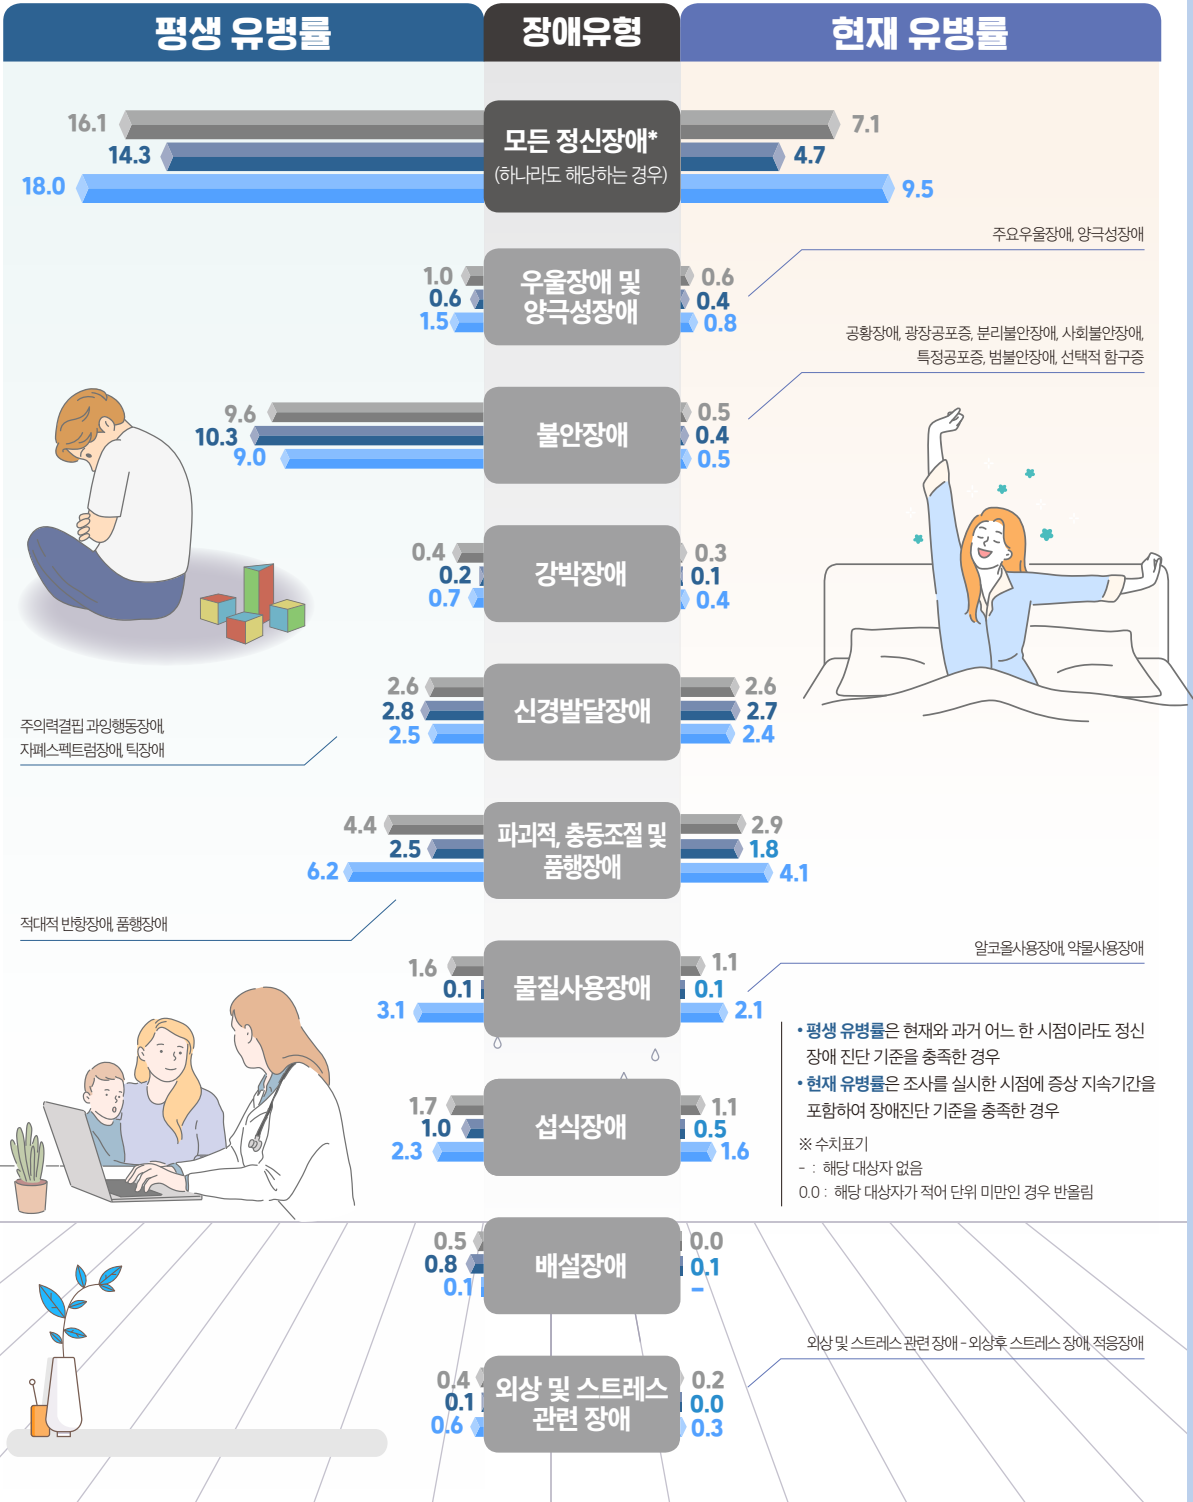 평생 유병률
장애유형
현재 유병률
16.1
14.3
18.0
모든 정신장애*
(하나라도 해당하는 경우)
7.1
4.7
9.5
주요우울장애, 양극성장애
1.0
0.6
1.5
우울장애 및
양극성장애
0.6
0.4
0.8
공황장애, 광장공포증, 분리불안장애, 사회불안장애,
특정공포증, 범불안장애, 선택적 함구증
9.6
10.3
9.0
불안장애
0.5
0.4
0.5
0.4
0.2
0.7
강박장애
0.3
0.1
0.4
2.6
2.8
2.5
신경발달장애
2.6
2.7
2.4
주의력결핍 과잉행동장애,
자폐스펙트럼장애, 틱장애
4.4
2.5
6.2
파괴적, 충동조절 및
품행장애
2.9
1.8
4.1
적대적 반항장애, 품행장애
알코올사용장애, 약물사용장애
1.6
0.1
3.1
물질사용장애
1.1
0.1
2.1
• 평생 유병률은 현재와 과거 어느 한 시점이라도 정신
장애 진단 기준을 충족한 경우
• 현재 유병률은 조사를 실시한 시점에 증상 지속기간을
포함하여 장애진단 기준을 충족한 경우
※ 수치표기
- : 해당 대상자 없음
0.0 : 해당 대상자가 적어 단위 미만인 경우 반올림
1.7
1.0
2.3
섭식장애
1.1
0.5
1.6
0.5
0.8
0.1
배설장애
0.0
0.1
-
외상 및 스트레스 관련 장애 - 외상후 스트레스 장애, 적응장애
0.4
0.1
0.6
외상 및 스트레스
관련 장애
0.2
0.0
0.3